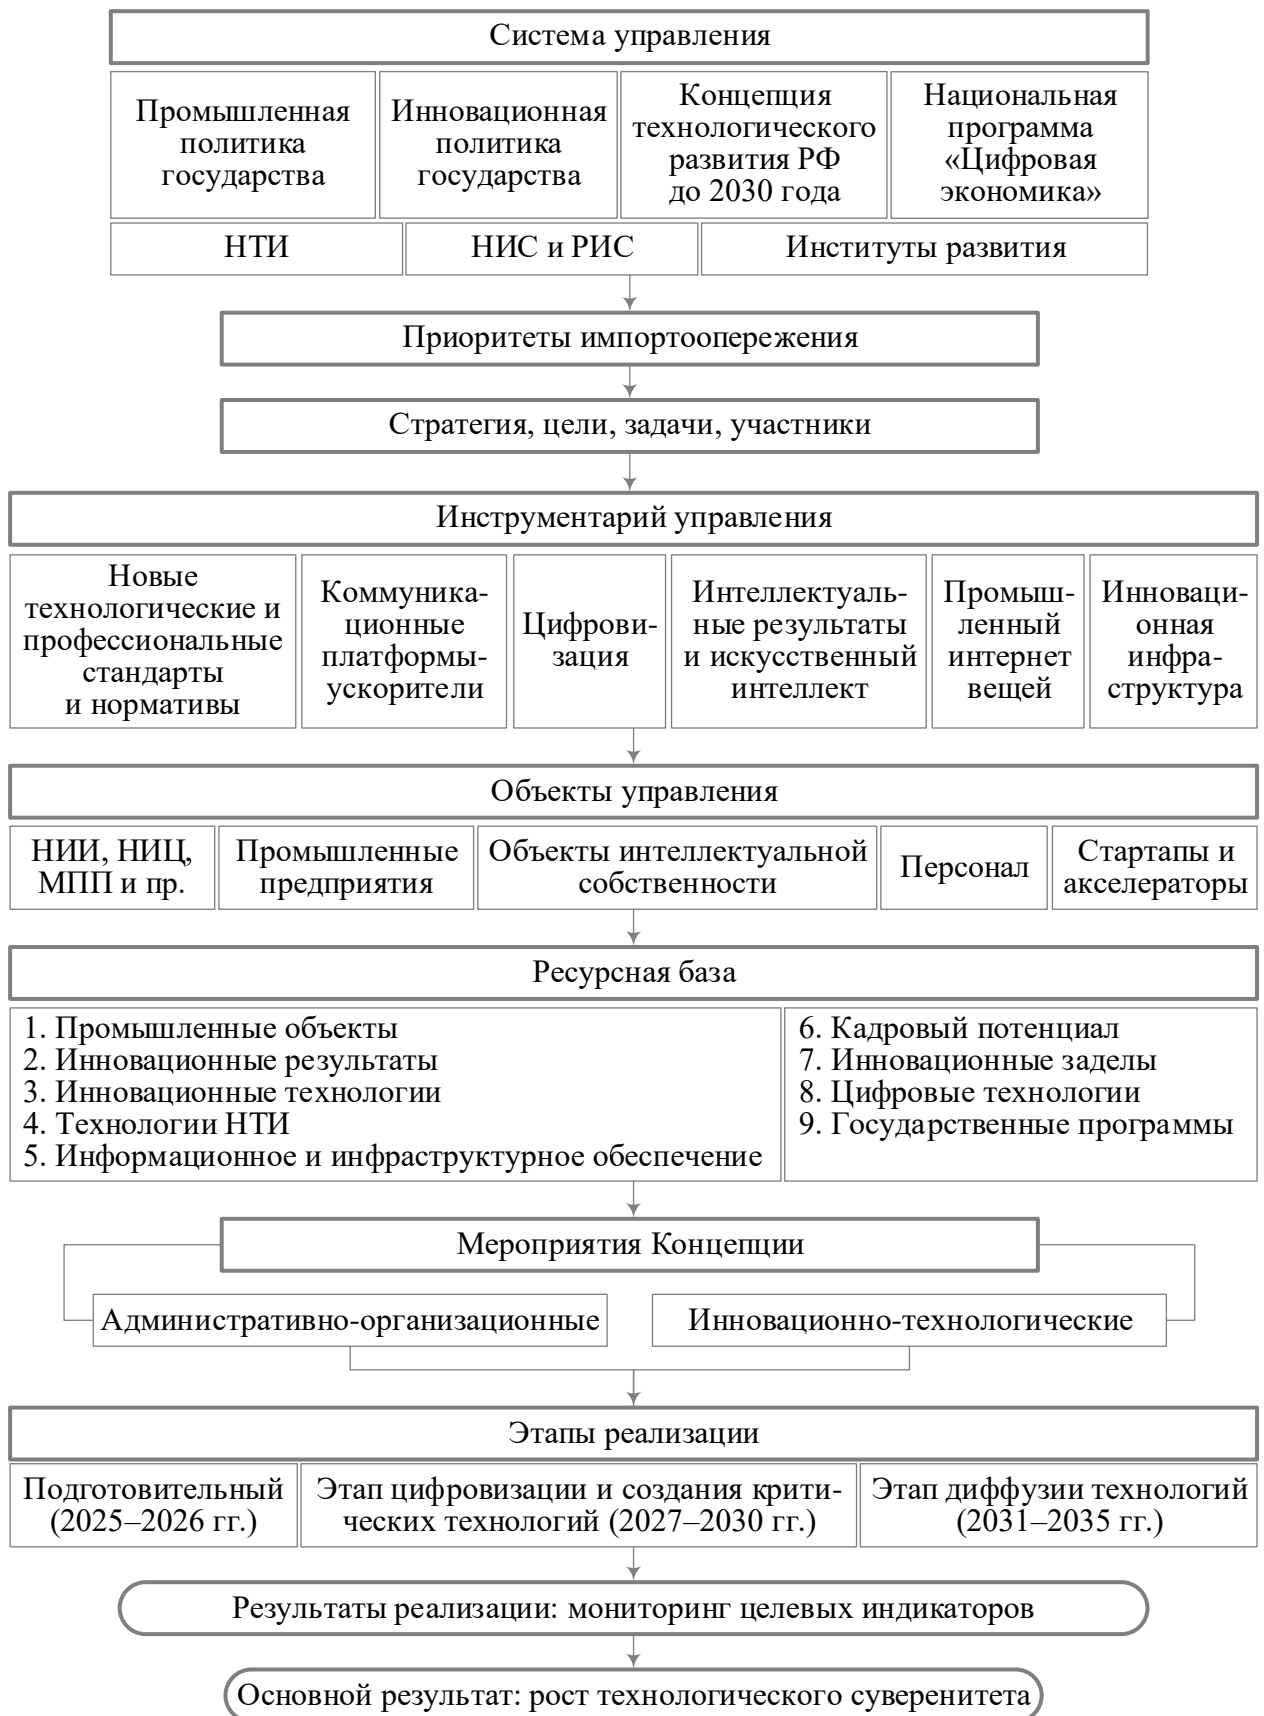 Система управления
Промышленная
политика
государства
Инновационная
политика
государства
Концепция
технологического
развития РФ
до 2030 года
Национальная
программа
«Цифровая
экономика»
НТИ
НИС и РИС
Институты развития
Приоритеты импортоопережения
Стратегия, цели, задачи, участники
Инструментарий управления
Новые
технологические и
профессиональные
стандарты
и нормативы
Коммуника-
ционные
платформы-
ускорители
Цифрови-
зация
Интеллектуаль-
ные результаты
и искусственный
интеллект
Промыш-
ленный
интернет
вещей
Инноваци-
онная
инфра-
структура
Объекты управления
НИИ, НИЦ,
МПП и пр.
Промышленные
предприятия
Объекты интеллектуальной
собственности
Персонал
Стартапы и
акселераторы
Ресурсная база
1. Промышленные объекты
2. Инновационные результаты
3. Инновационные технологии
4. Технологии НТИ
5. Информационное и инфраструктурное обеспечение
6. Кадровый потенциал
7. Инновационные заделы
8. Цифровые технологии
9. Государственные программы
Мероприятия Концепции
Административно-организационные
Инновационно-технологические
Этапы реализации
Подготовительный
(2025–2026 гг.)
Этап цифровизации и создания крити-
ческих технологий (2027–2030 гг.)
Этап диффузии технологий
(2031–2035 гг.)
Результаты реализации: мониторинг целевых индикаторов
Основной результат: рост технологического суверенитета